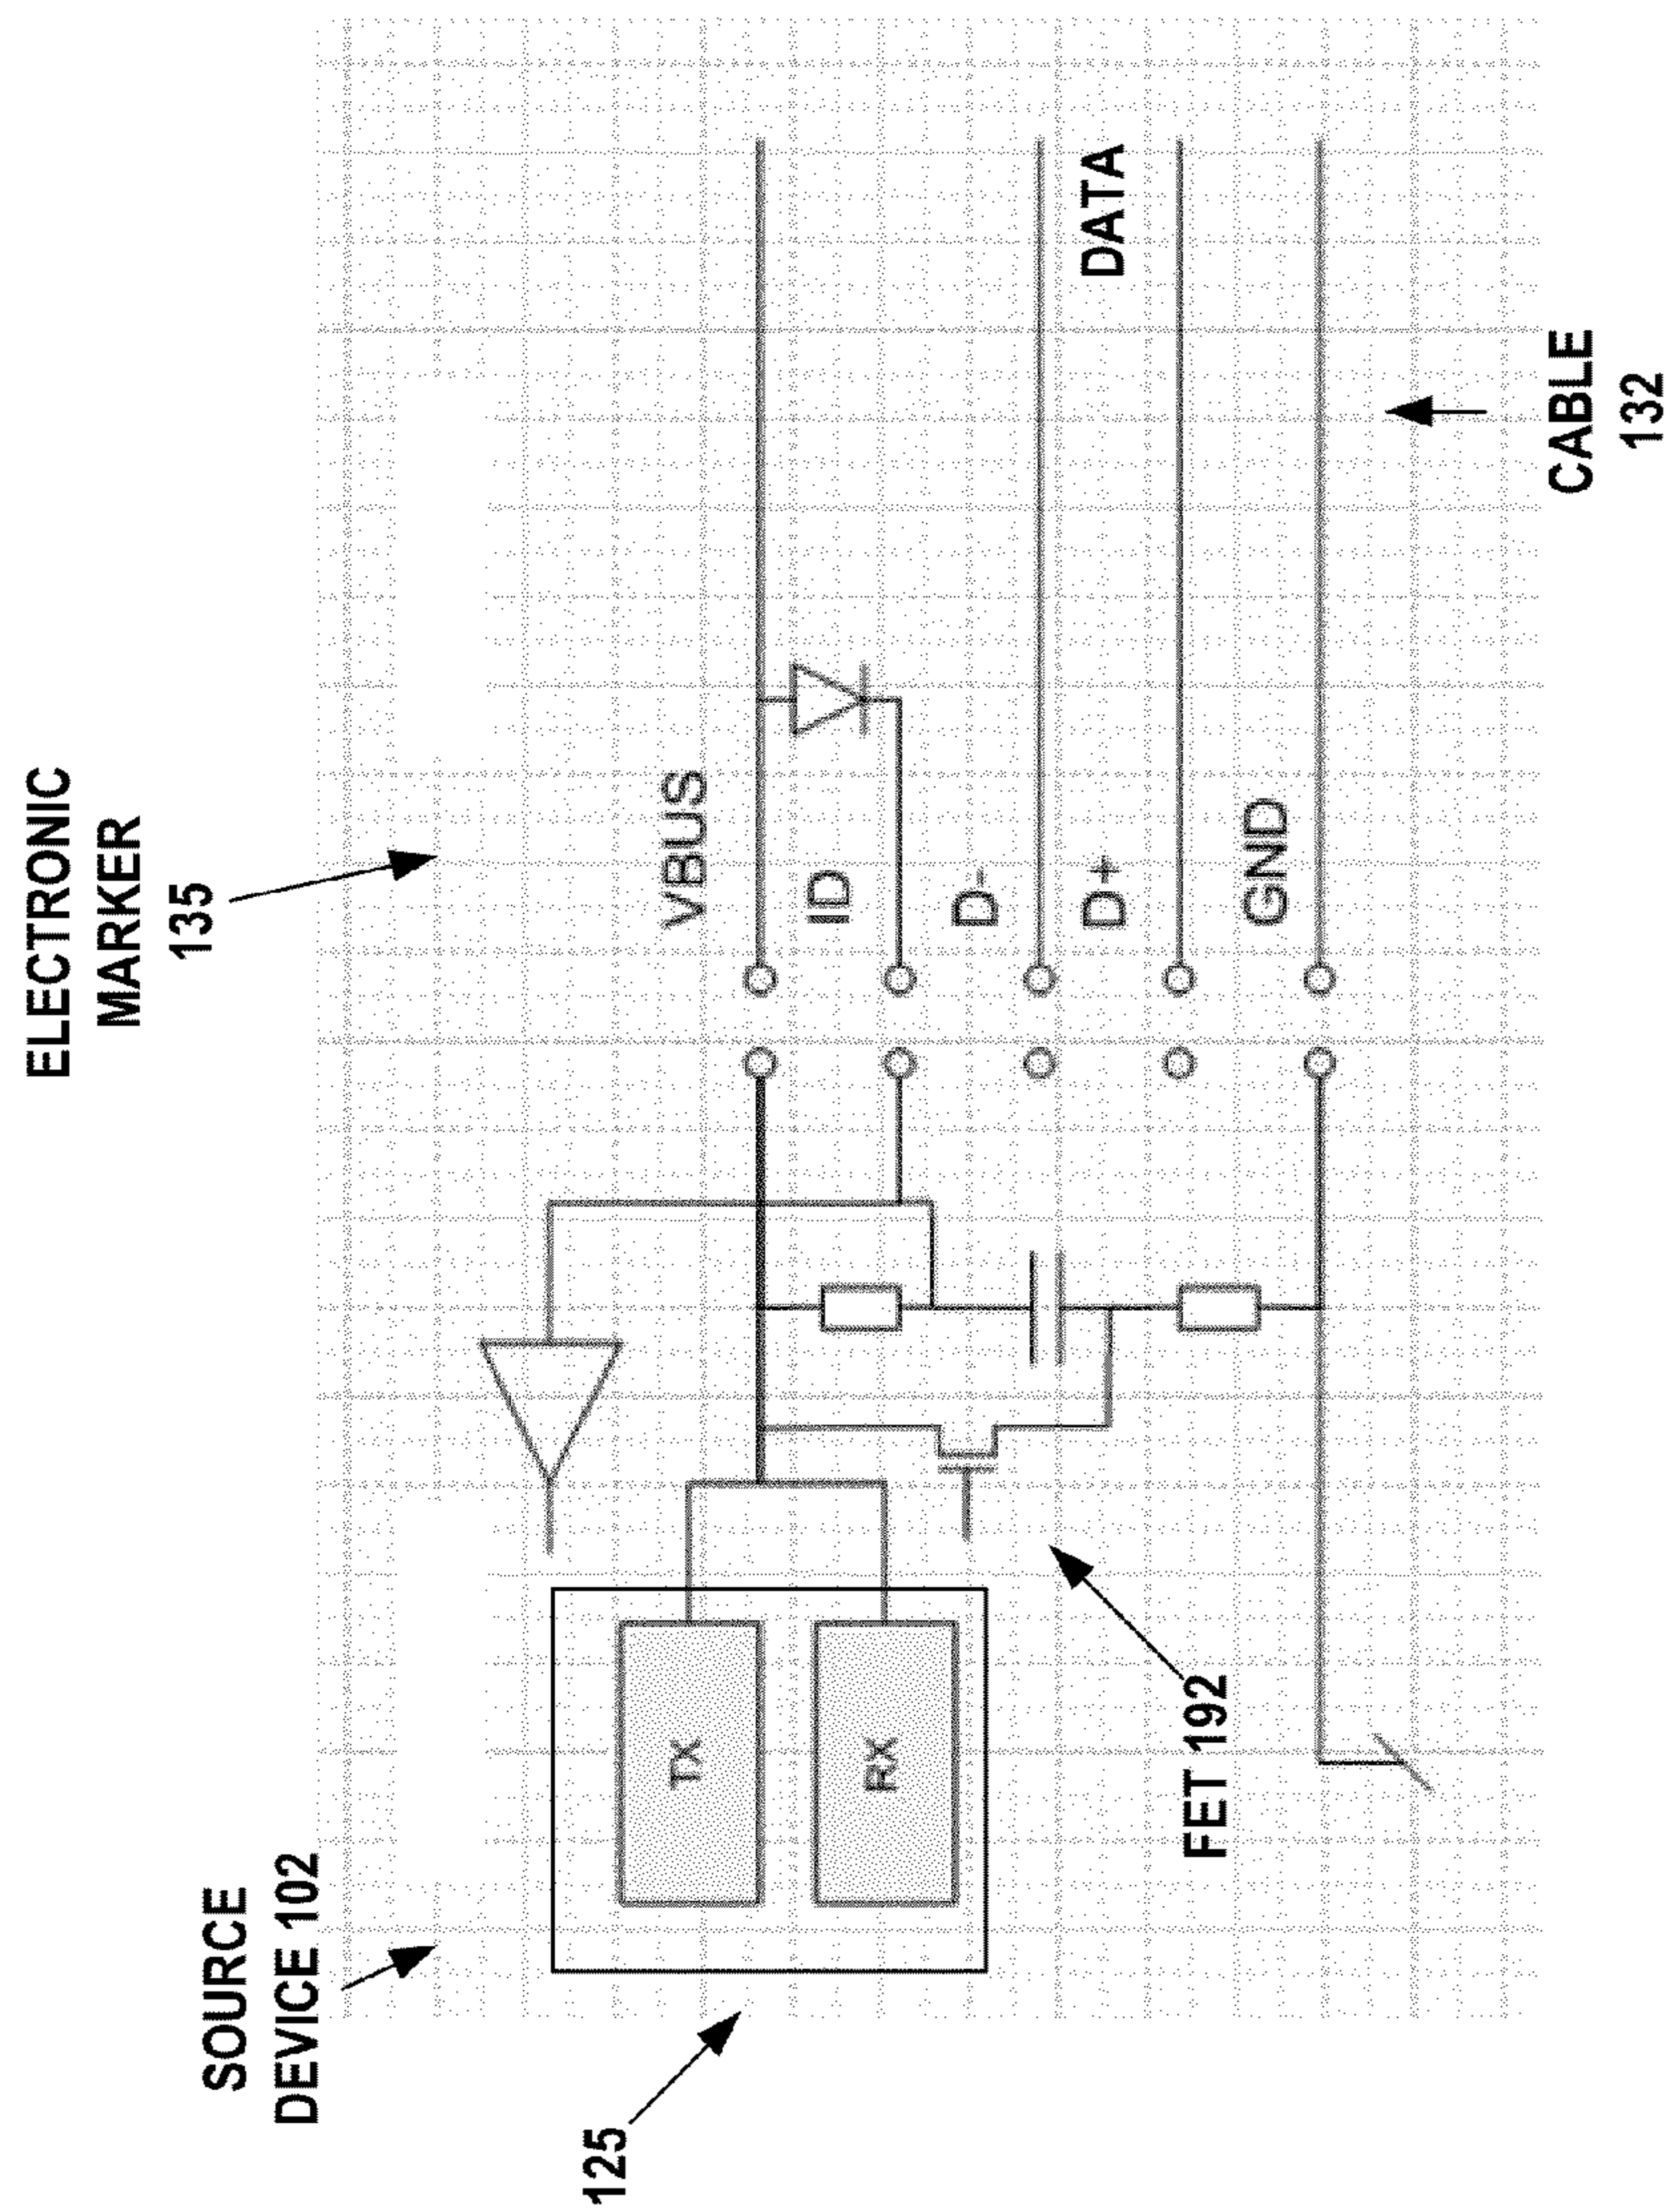 ELECTRONIC
MARKER
135
SOURCE
DEVICE 102
125
TX
RX
FET 192
VBUS
ID
D-
D+
GND
DATA
CABLE
132